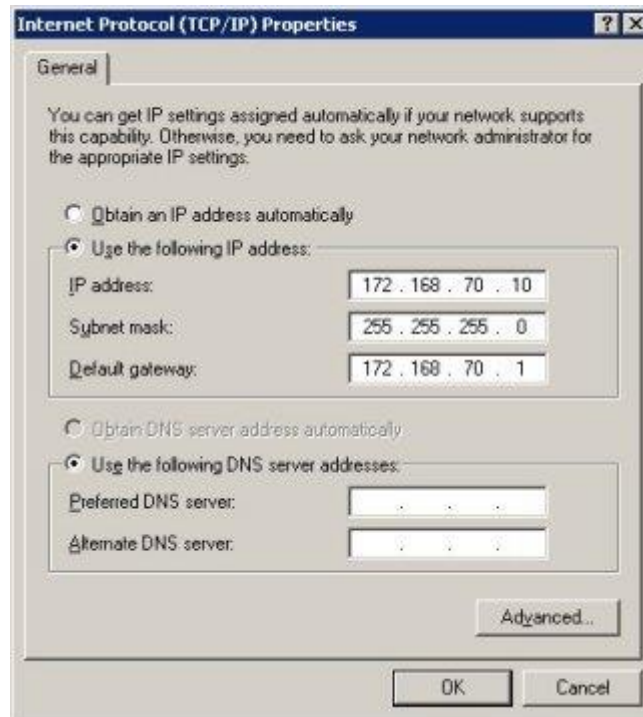 Internet Protocol (TCP/IP) Properties
General
You can get IP settings assigned automatically if your network supports
this capability. Otherwise, you need to ask your network administrator for
the appropriate IP settings.
Obtain an IP address automatically
Use the following IP address:
IP address: 172 . 168 . 70 . 10
Subnet mask: 255 . 255 . 255 . 0
Default gateway: 172 . 168 . 70 . 1
Obtain DNS server address automatically
Use the following DNS server addresses:
Preferred DNS server: . . .
Alternate DNS server: . . .
Advanced...
OK Cancel